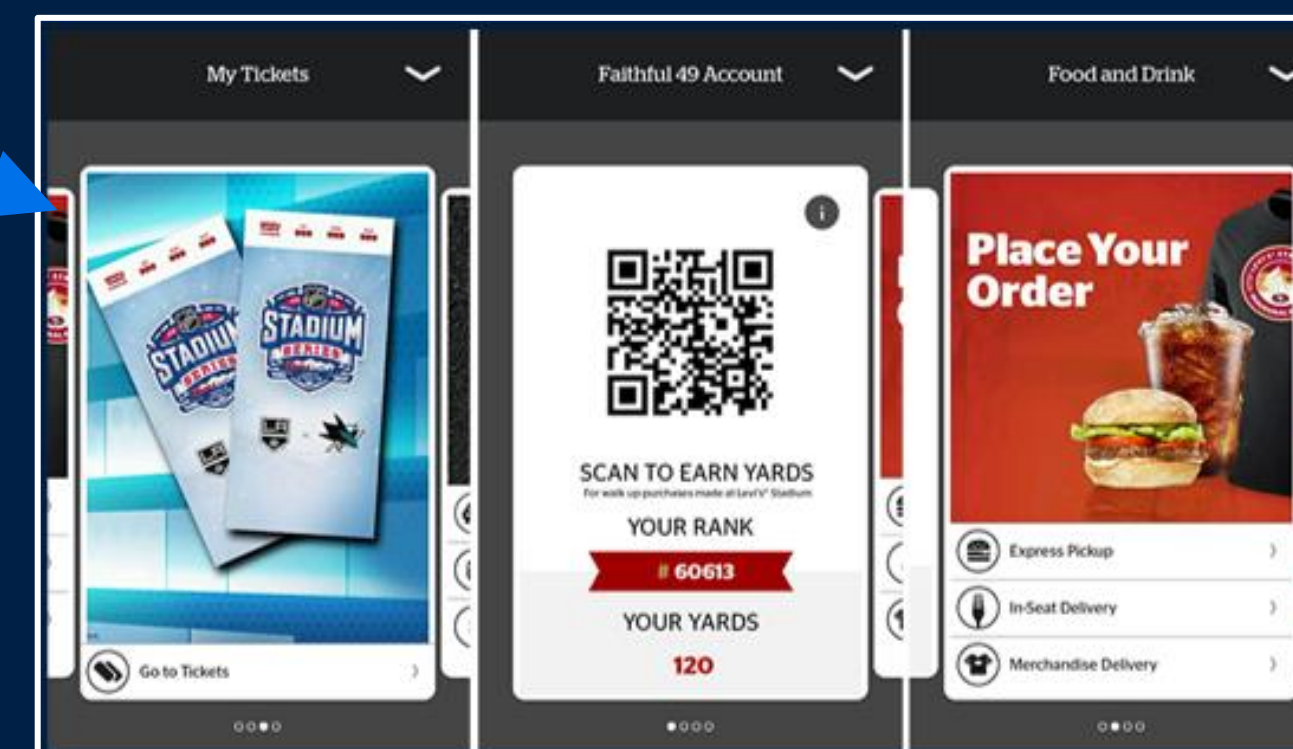 My Tickets
STADIUM
SERIES
STADIUM
SERIES
LA
Go to Tickets
Faithful 49 Account
i
SCAN TO EARN YARDS
For walk up purchases made at Levi's® Stadium
YOUR RANK
# 60613
YOUR YARDS
120
Food and Drink
Place Your
Order
Express Pickup
In-Seat Delivery
Merchandise Delivery